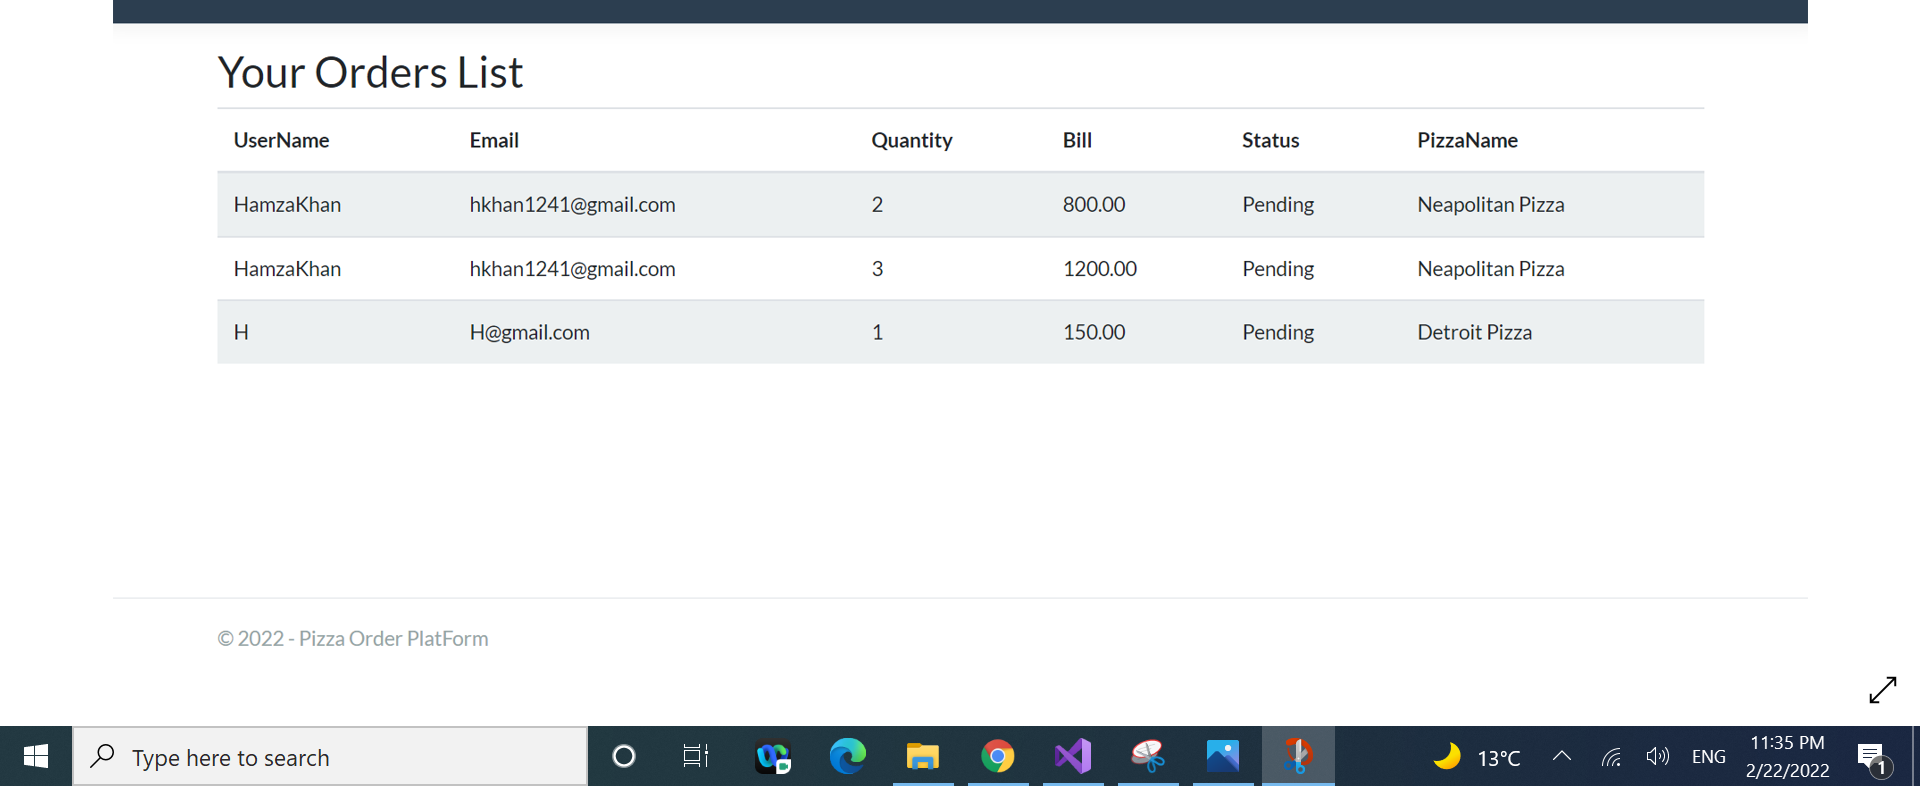 Your Orders List
UserName Email Quantity Bill Status PizzaName
HamzaKhan hkhan1241@gmail.com 2 800.00 Pending Neapolitan Pizza
HamzaKhan hkhan1241@gmail.com 3 1200.00 Pending Neapolitan Pizza
H H@gmail.com 1 150.00 Pending Detroit Pizza
© 2022 - Pizza Order PlatForm
Type here to search 13°C ENG 11:35 PM
2/22/2022 1